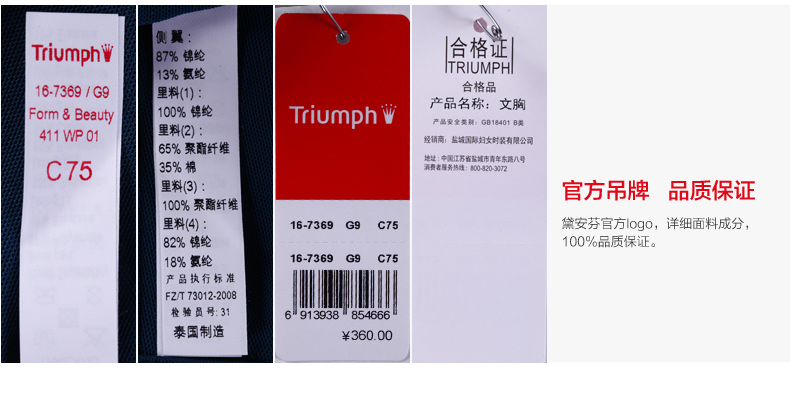 Triumph
16-7369 / G9
Form & Beauty
411 WP 01
C 75
侧翼：
87% 锦纶
13% 氨纶
里料(1)：
100% 锦纶
里料(2)：
65% 聚酯纤维
35% 棉
里料(3)：
100% 聚酯纤维
里料(4)：
82% 锦纶
18% 氨纶
产品执行标准
FZ/T 73012-2008
检验员号：31
泰国制造
Triumph
16-7369 G9 C75
16-7369 G9 C75
6 913938 854666
¥360.00
合格证
TRIUMPH
合格品
产品名称：文胸
产品安全类别：GB18401 B类
经销商：盐城国际妇女时装有限公司
地址：中国江苏省盐城市青年东路八号
消费者服务热线：800-820-3072
官方吊牌 品质保证
黛安芬官方logo，详细面料成分，
100%品质保证。